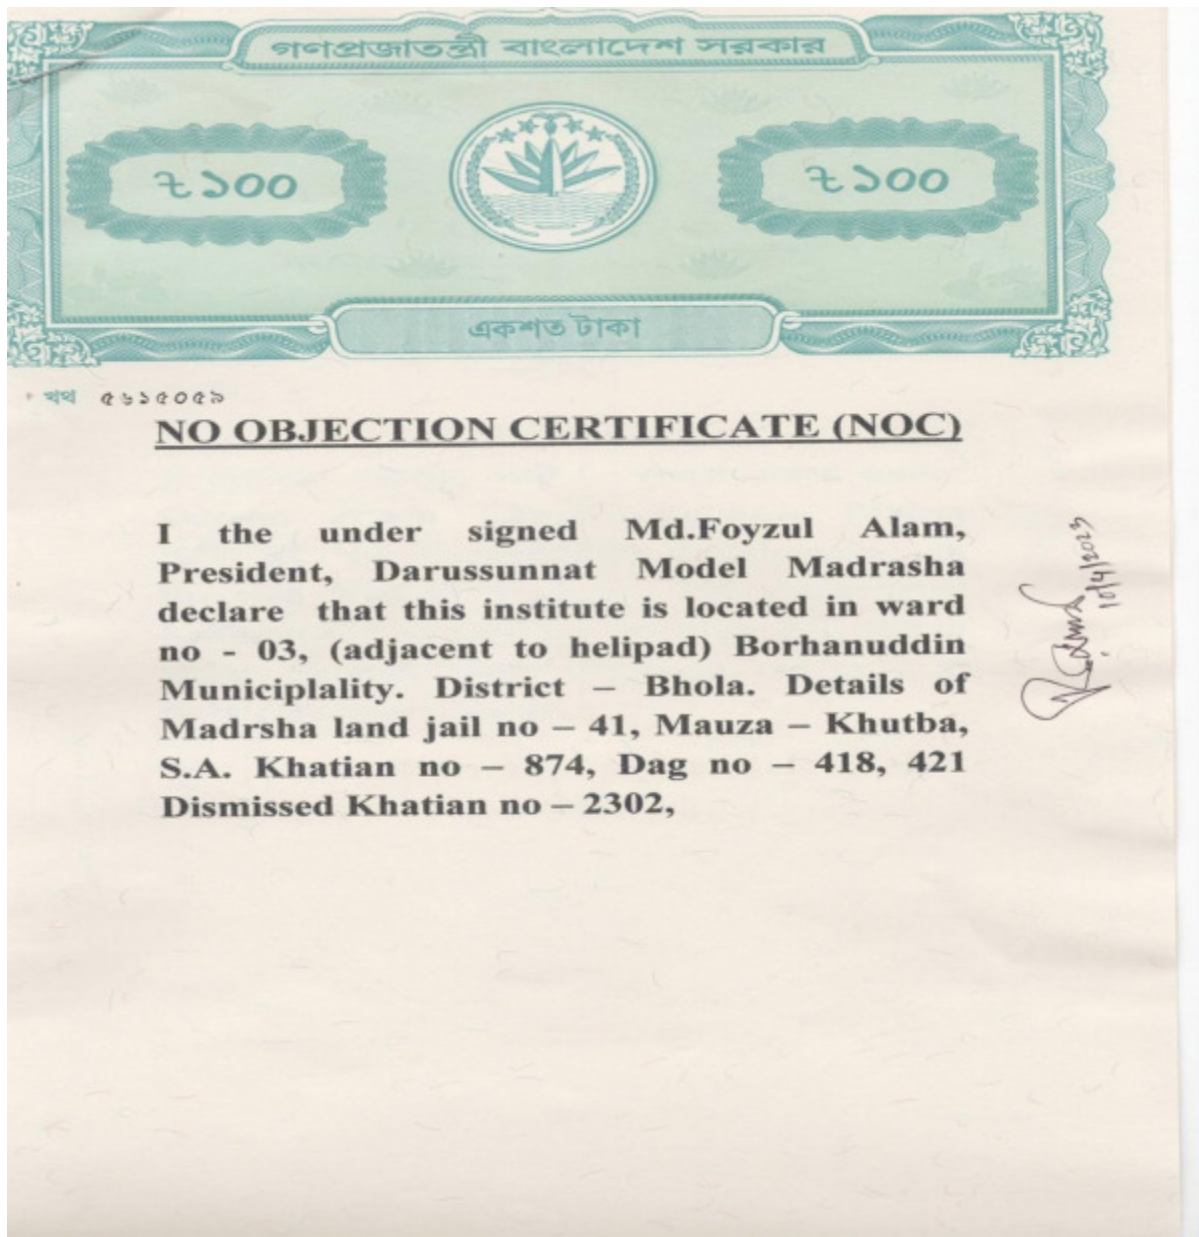 গণপ্রজাতন্ত্রী বাংলাদেশ সরকার
৳১০০
৳১০০
একশত টাকা
খথ ৫৬১৫০৫৯
NO OBJECTION CERTIFICATE (NOC)
I the under signed Md.Foyzul Alam,
President, Darussunnat Model Madrasha
declare that this institute is located in ward
no - 03, (adjacent to helipad) Borhanuddin
Municiplality. District – Bhola. Details of
Madrsha land jail no – 41, Mauza – Khutba,
S.A. Khatian no – 874, Dag no – 418, 421
Dismissed Khatian no – 2302,
16/4/2023